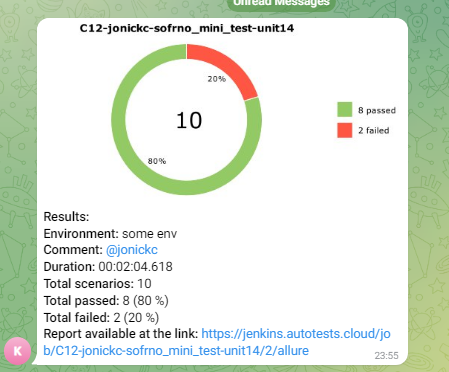 Unread Messages
C12-jonickc-sofrno_mini_test-unit14
20%
10
8 passed
2 failed
80%
Results:
Environment: some env
Comment: @jonickc
Duration: 00:02:04.618
Total scenarios: 10
Total passed: 8 (80 %)
Total failed: 2 (20 %)
Report available at the link: https://jenkins.autotests.cloud/jo
b/C12-jonickc-sofrno_mini_test-unit14/2/allure
K
23:55